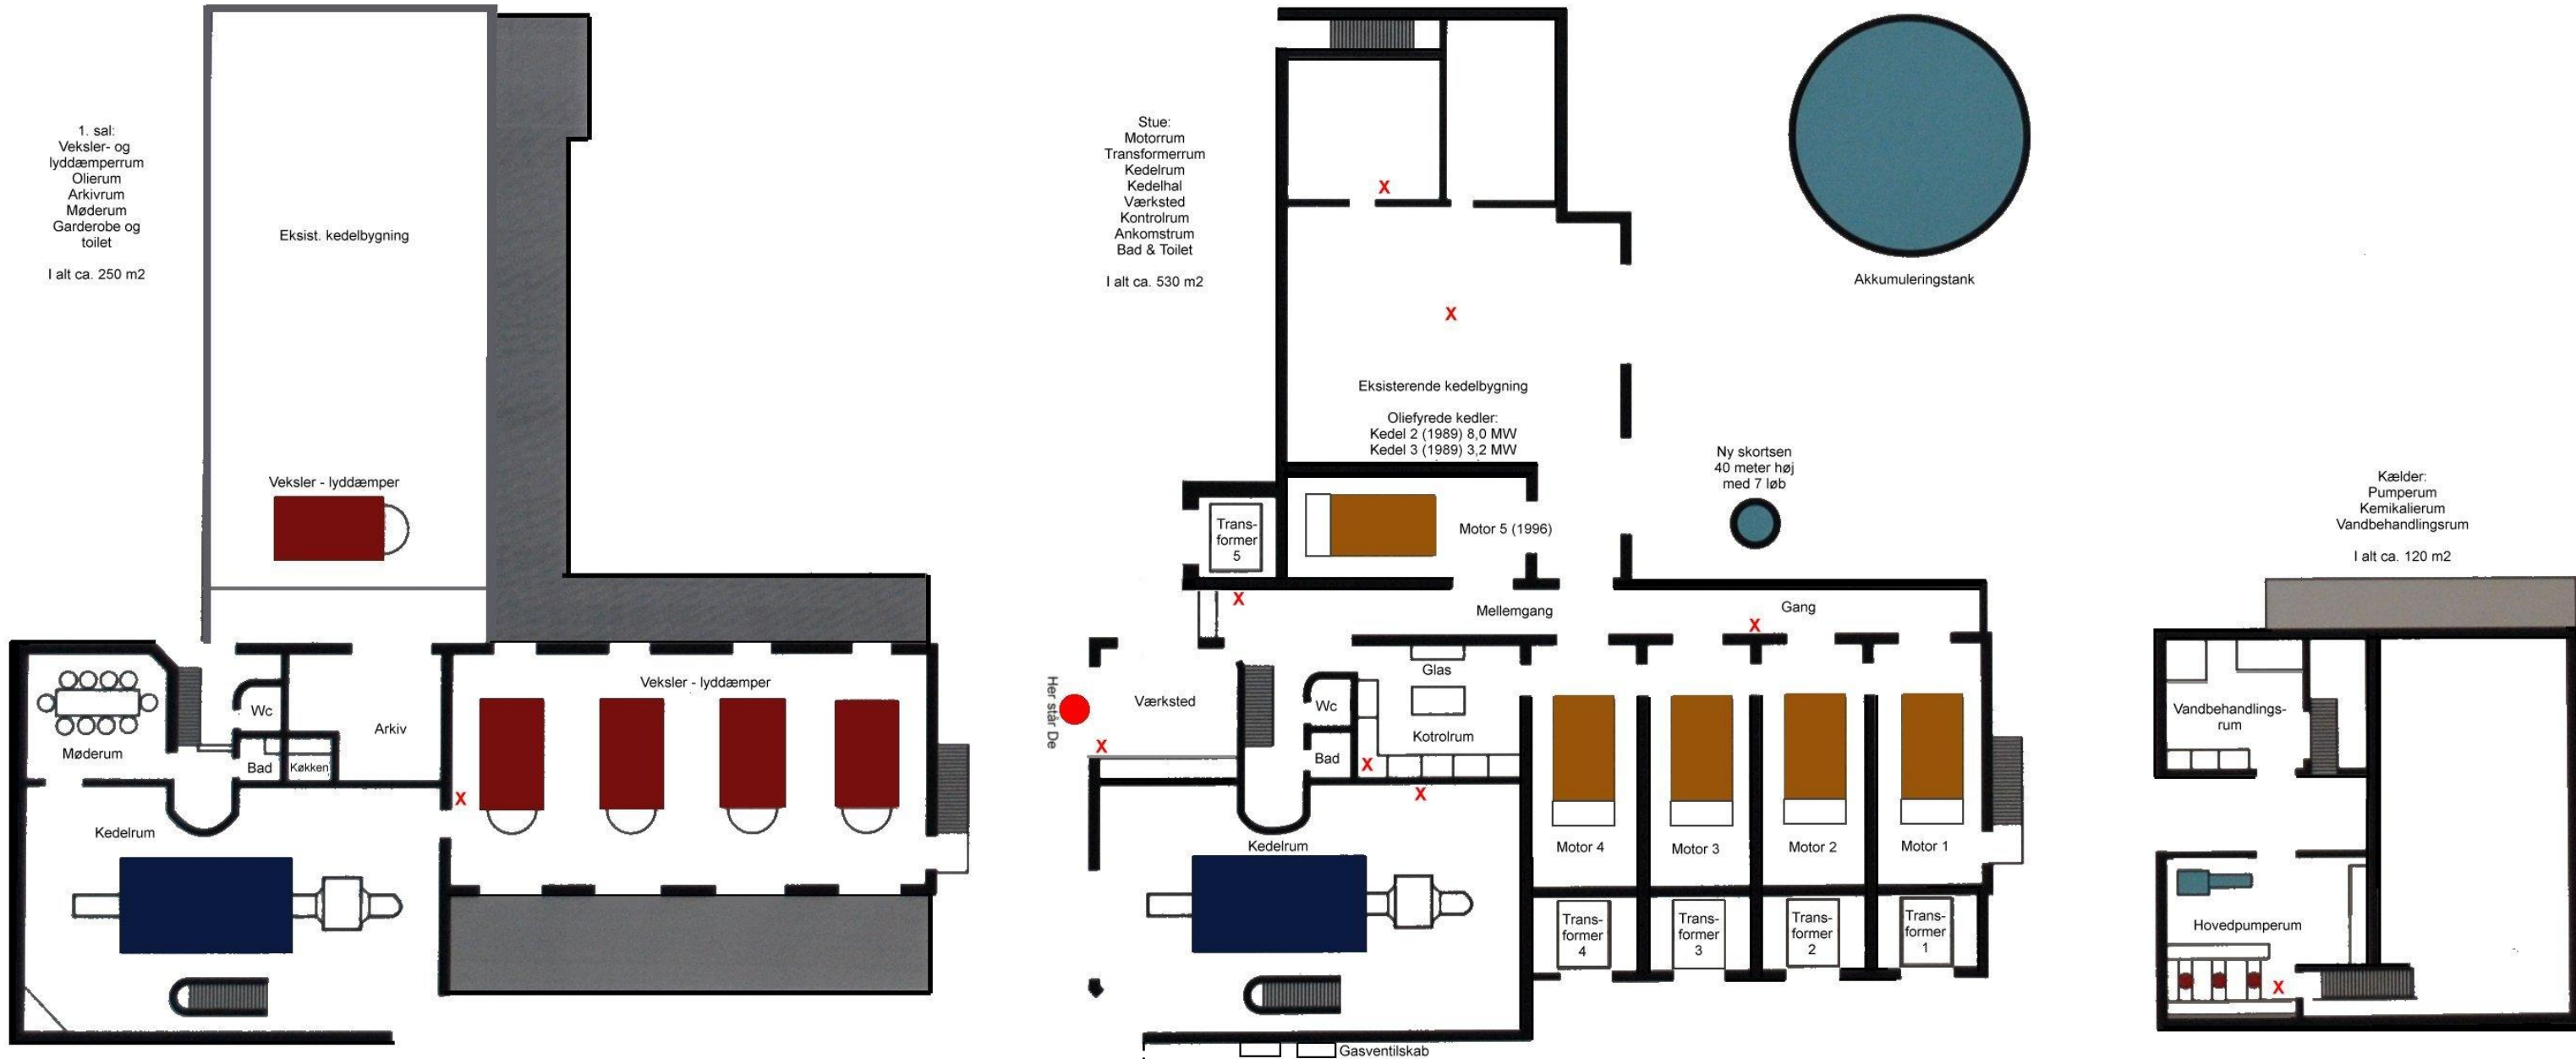 1. sal:
Veksler- og
lyddæmperrum
Olierum
Arkivrum
Møderum
Garderobe og
toilet
I alt ca. 250 m2
Eksist. kedelbygning
Veksler - lyddæmper
Veksler - lyddæmper
Wc
Arkiv
Møderum
Bad
Køkken
X
Kedelrum
Stue:
Motorrum
Transformerrum
Kedelrum
Kedelhal
Værksted
Kontrolrum
Ankomstrum
Bad & Toilet
I alt ca. 530 m2
X
X
Eksisterende kedelbygning
Oliefyrede kedler:
Kedel 2 (1989) 8,0 MW
Kedel 3 (1989) 3,2 MW
Trans-
former
5
Motor 5 (1996)
X
Mellemgang
Gang
X
Her står De
Værksted
X
Wc
Bad
Glas
Kotrolrum
X
X
Kedelrum
Motor 4
Motor 3
Motor 2
Motor 1
Trans-
former
4
Trans-
former
3
Trans-
former
2
Trans-
former
1
Gasventilskab
Akkumuleringstank
Ny skortsen
40 meter høj
med 7 løb
Kælder:
Pumperum
Kemikalierum
Vandbehandlingsrum
I alt ca. 120 m2
Vandbehandlings-
rum
Hovedpumperum
X